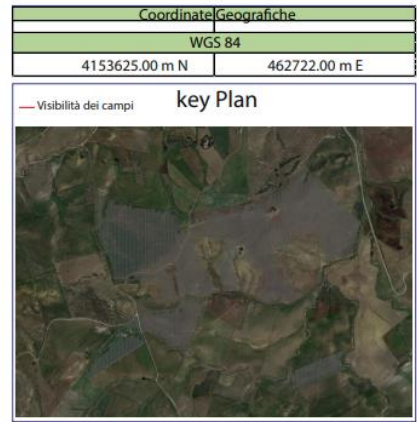 Coordinate Geografiche
WGS 84
4153625.00 m N 462722.00 m E
Visibilità dei campi
key Plan